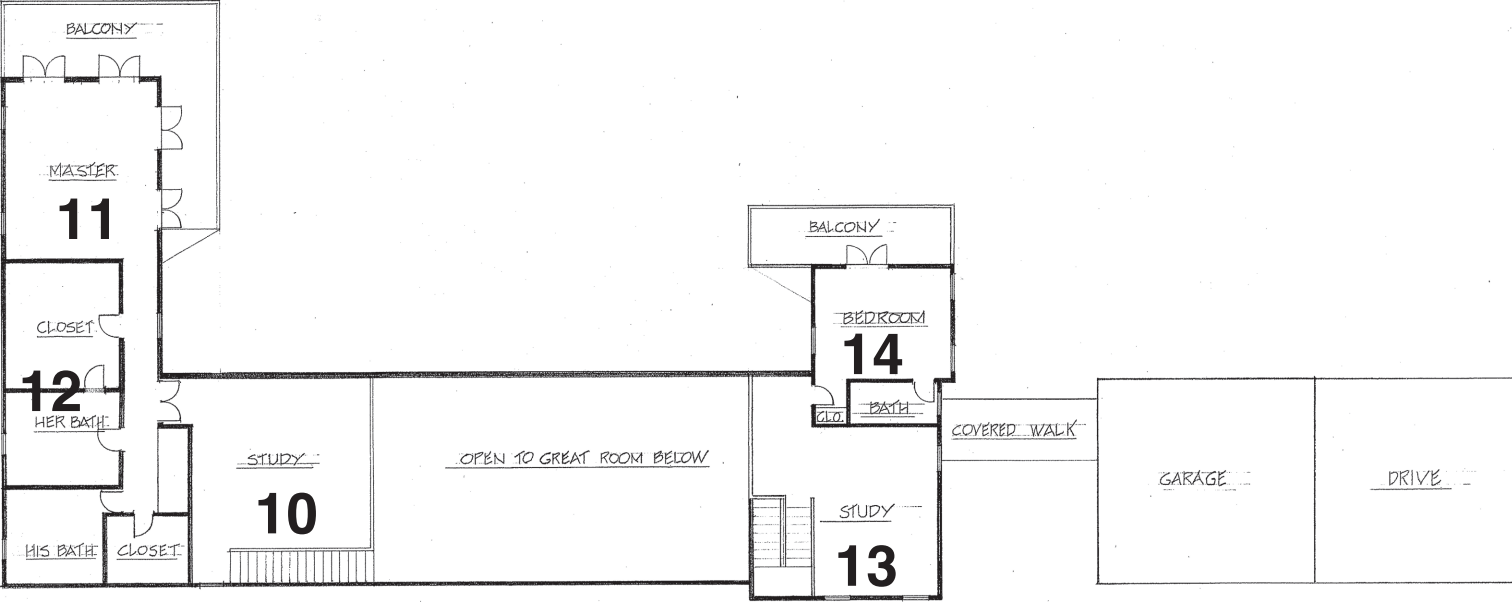 BALCONY
MASTER
11
BALCONY
CLOSET
BEDROOM
14
12
HER BATH
CLO.
BATH
COVERED WALK
STUDY
OPEN TO GREAT ROOM BELOW
GARAGE
DRIVE
10
STUDY
HIS BATH
CLOSET
13